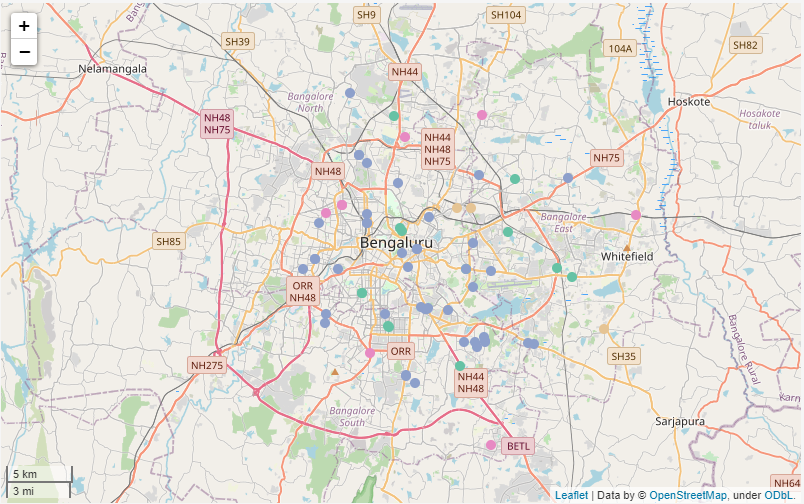 +
−
SH9
SH104
Ban
SH39
104A
SH82
Nelamangala
NH44
Bangalore
North
Hoskote
Hosakote
taluk
NH48
NH75
NH44
NH48
NH75
NH48
NH75
Bangalore
East
SH85
Bengaluru
Whitefield
ORR
NH48
ORR
SH35
NH275
NH44
NH48
Bangalore Rural
Karn
Bangalore
South
Sarjapura
BETL
5 km
3 mi
NH64
Leaflet | Data by © OpenStreetMap, under ODbL.